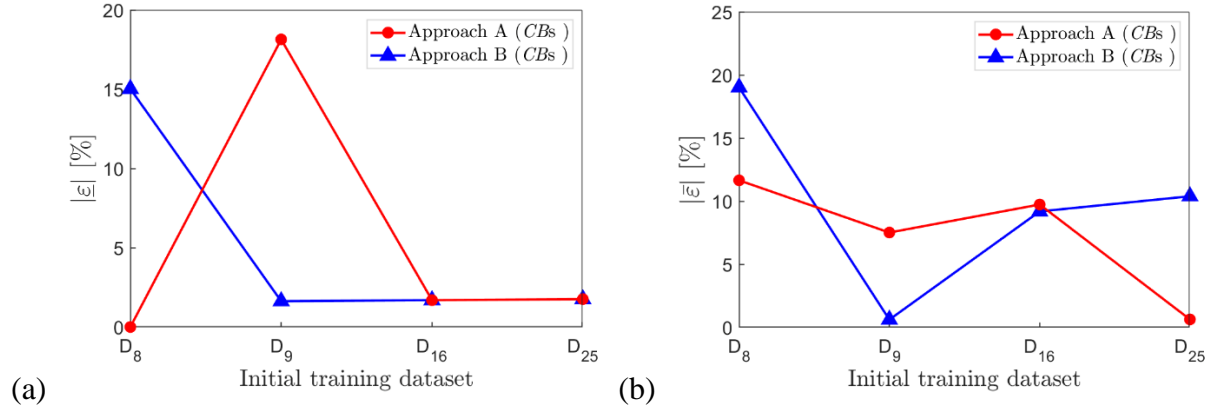 20
15
10
5
0
|ε| [%]
Approach A (CBs )
Approach B (CBs )
D8
D9
D16
D25
Initial training dataset
(a)
25
20
15
10
5
0
|ε̄| [%]
Approach A (CBs )
Approach B (CBs )
D8
D9
D16
D25
Initial training dataset
(b)